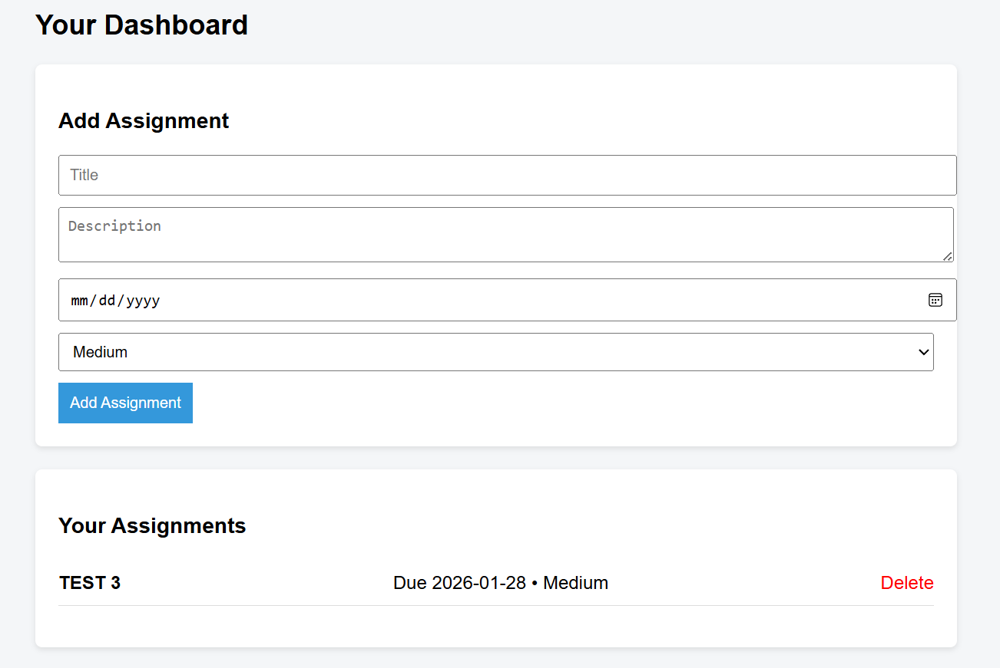 Your Dashboard
Add Assignment
Title
Description
mm/dd/yyyy
Medium
Add Assignment
Your Assignments
TEST 3 Due 2026-01-28 • Medium Delete